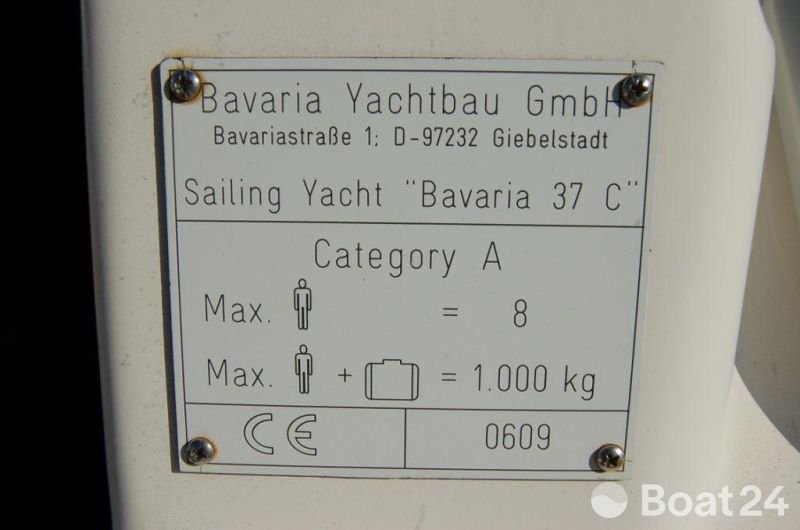 Bavaria Yachtbau GmbH
Bavariastraße 1; D-97232 Giebelstadt
Sailing Yacht "Bavaria 37 C"
Category A
Max. = 8
Max. + = 1.000 kg
CE 0609
Boat24